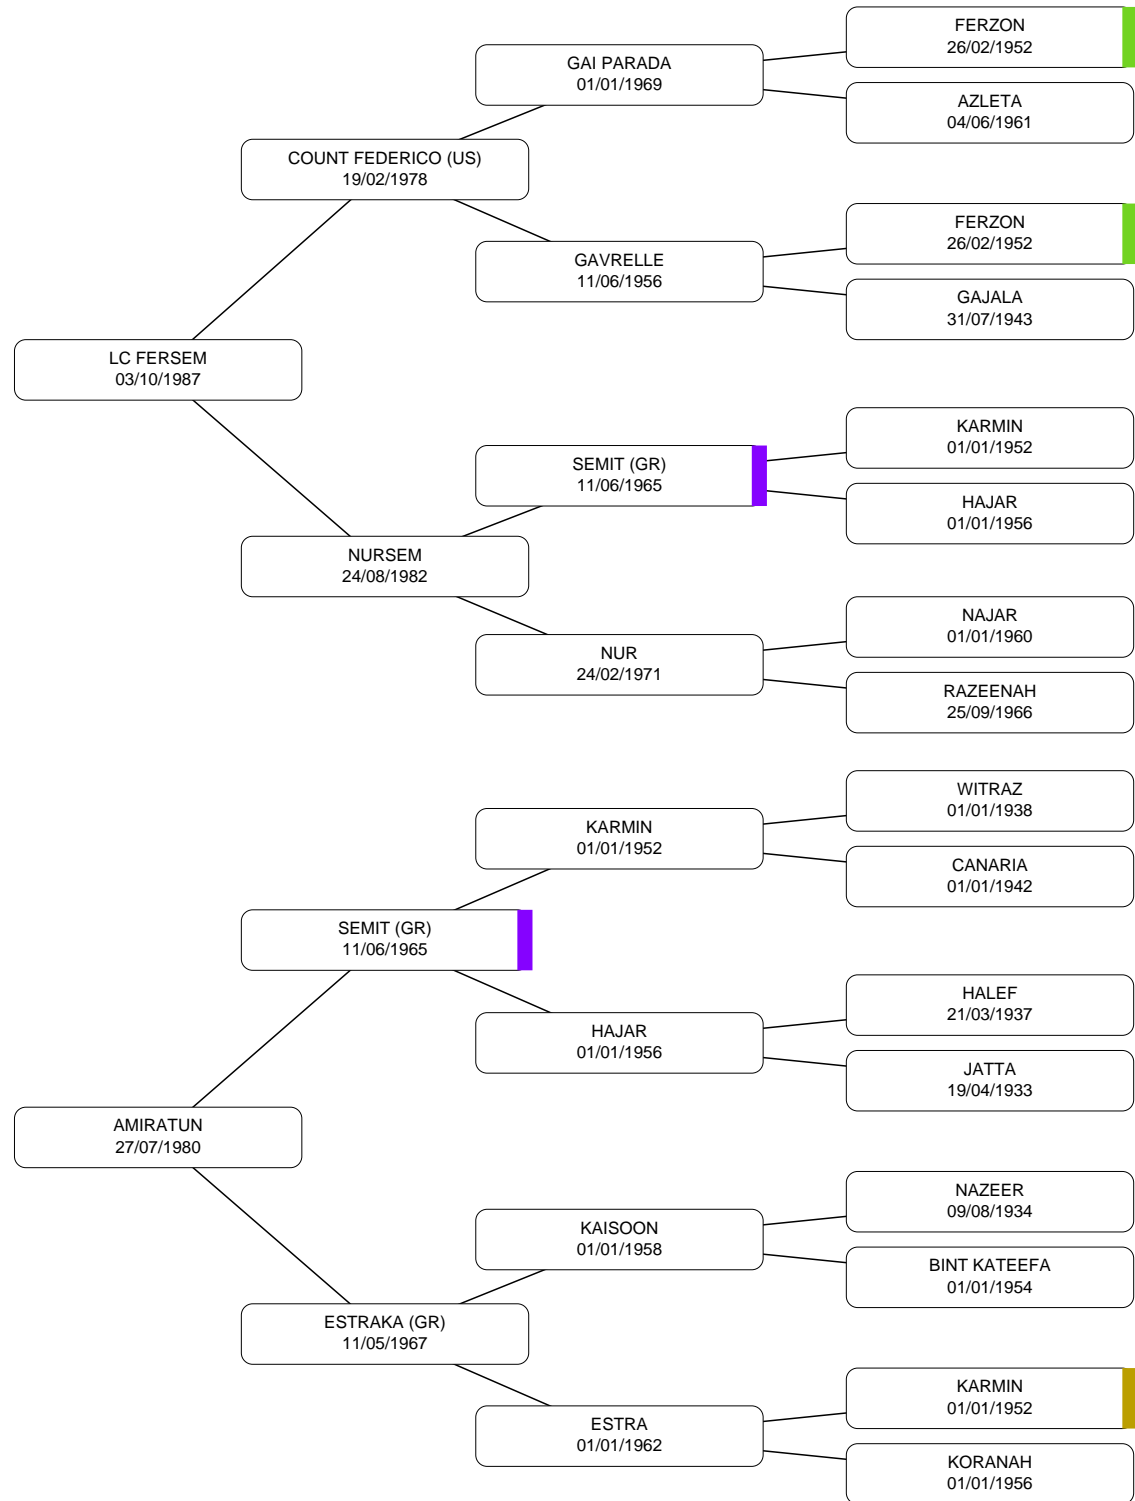 FERZON
26/02/1952
GAI PARADA
01/01/1969
AZLETA
04/06/1961
COUNT FEDERICO (US)
19/02/1978
FERZON
26/02/1952
GAVRELLE
11/06/1956
GAJALA
31/07/1943
LC FERSEM
03/10/1987
KARMIN
01/01/1952
SEMIT (GR)
11/06/1965
HAJAR
01/01/1956
NURSEM
24/08/1982
NAJAR
01/01/1960
NUR
24/02/1971
RAZEENAH
25/09/1966
WITRAZ
01/01/1938
KARMIN
01/01/1952
CANARIA
01/01/1942
SEMIT (GR)
11/06/1965
HALEF
21/03/1937
HAJAR
01/01/1956
JATTA
19/04/1933
AMIRATUN
27/07/1980
NAZEER
09/08/1934
KAISOON
01/01/1958
BINT KATEEFA
01/01/1954
ESTRAKA (GR)
11/05/1967
KARMIN
01/01/1952
ESTRA
01/01/1962
KORANAH
01/01/1956